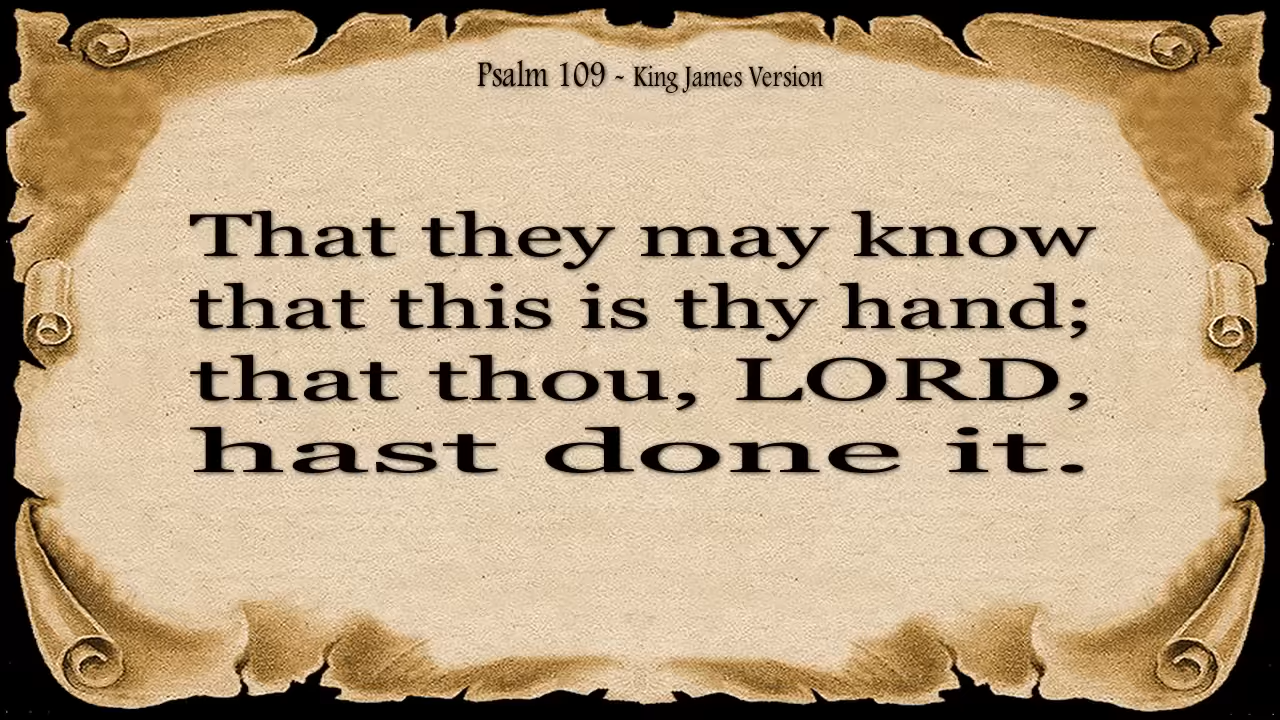 Psalm 109 - King James Version
That they may know
that this is thy hand;
that thou, LORD,
hast done it.